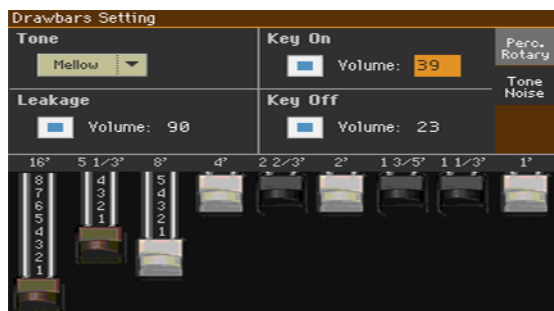 Drawbars Setting
Tone
Mellow
Key On
Volume: 39
Perc.
Rotary
Tone
Noise
Leakage
Volume: 90
Key Off
Volume: 23
16' 5 1/3' 8' 4' 2 2/3' 2' 1 3/5' 1 1/3' 1'
8 4 5
7 3 4
6 2 3
5 1 2
4 1
3
2
1